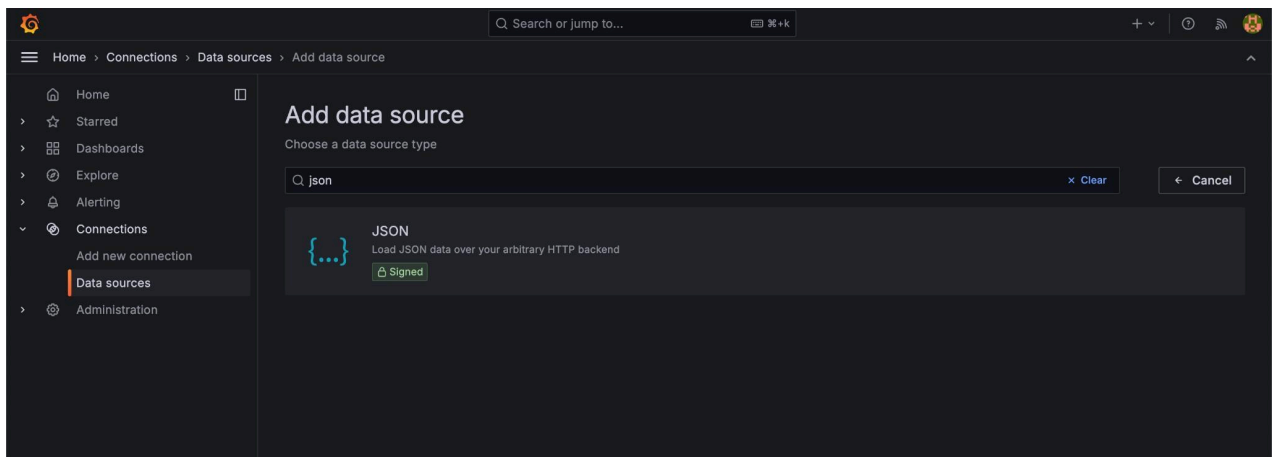 Search or jump to... ⌘+k
Home > Connections > Data sources > Add data source
Home
Starred
Dashboards
Explore
Alerting
Connections
Add new connection
Data sources
Administration
Add data source
Choose a data source type
json × Clear
← Cancel
{...}
JSON
Load JSON data over your arbitrary HTTP backend
Signed